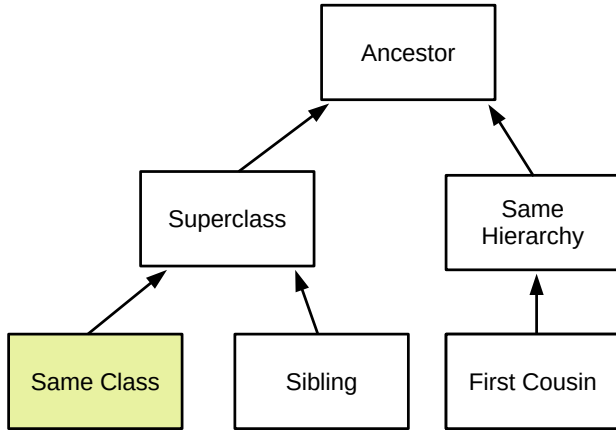 Ancestor
Superclass
Same
Hierarchy
Same Class
Sibling
First Cousin